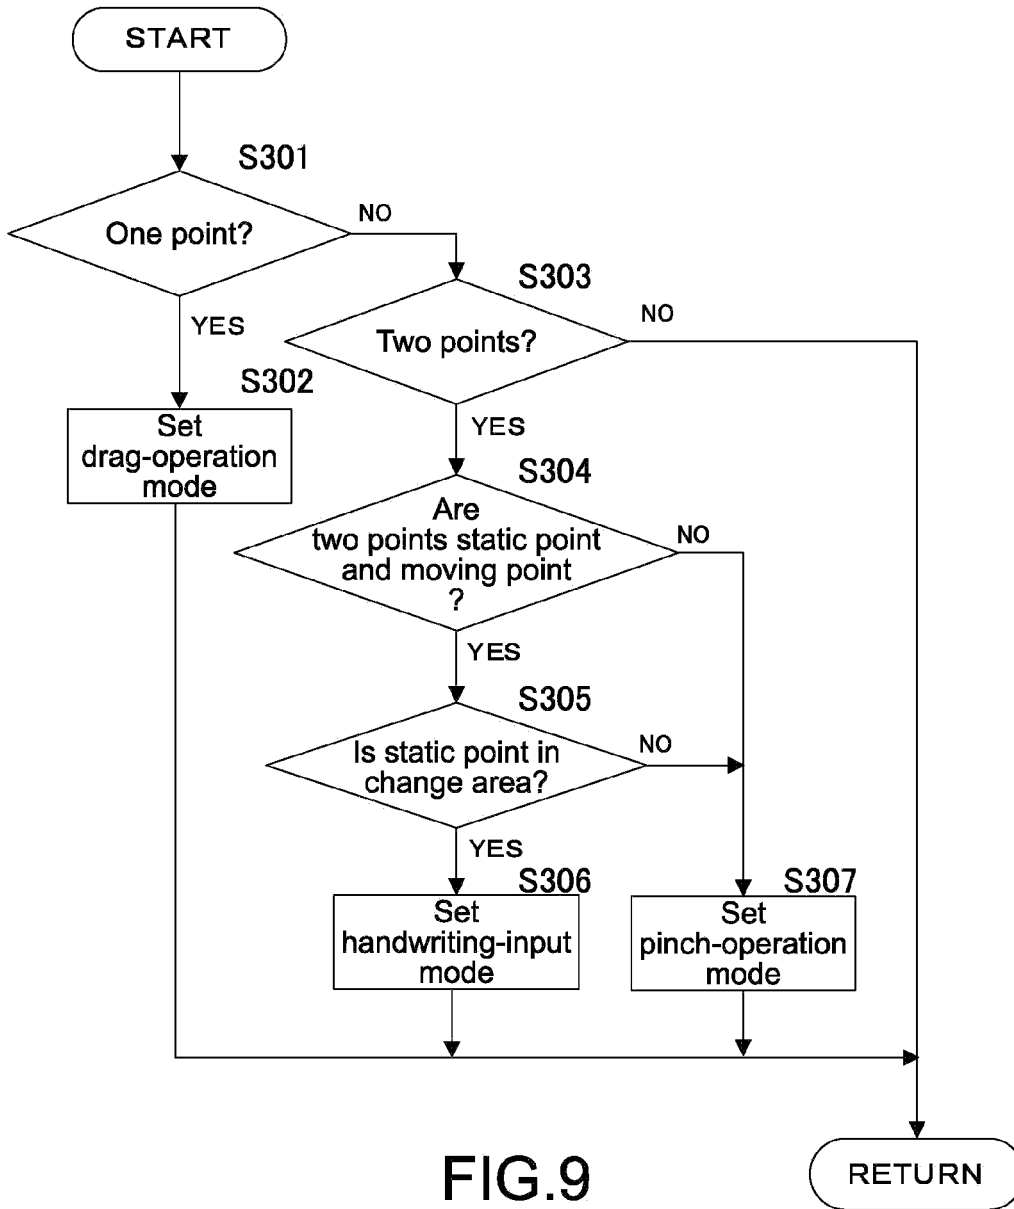 START
S301
One point?
NO
YES
S302
Set
drag-operation
mode
S303
Two points?
NO
YES
S304
Are
two points static point
and moving point
?
NO
YES
S305
Is static point in
change area?
NO
YES
S306
Set
handwriting-input
mode
S307
Set
pinch-operation
mode
RETURN
FIG.9